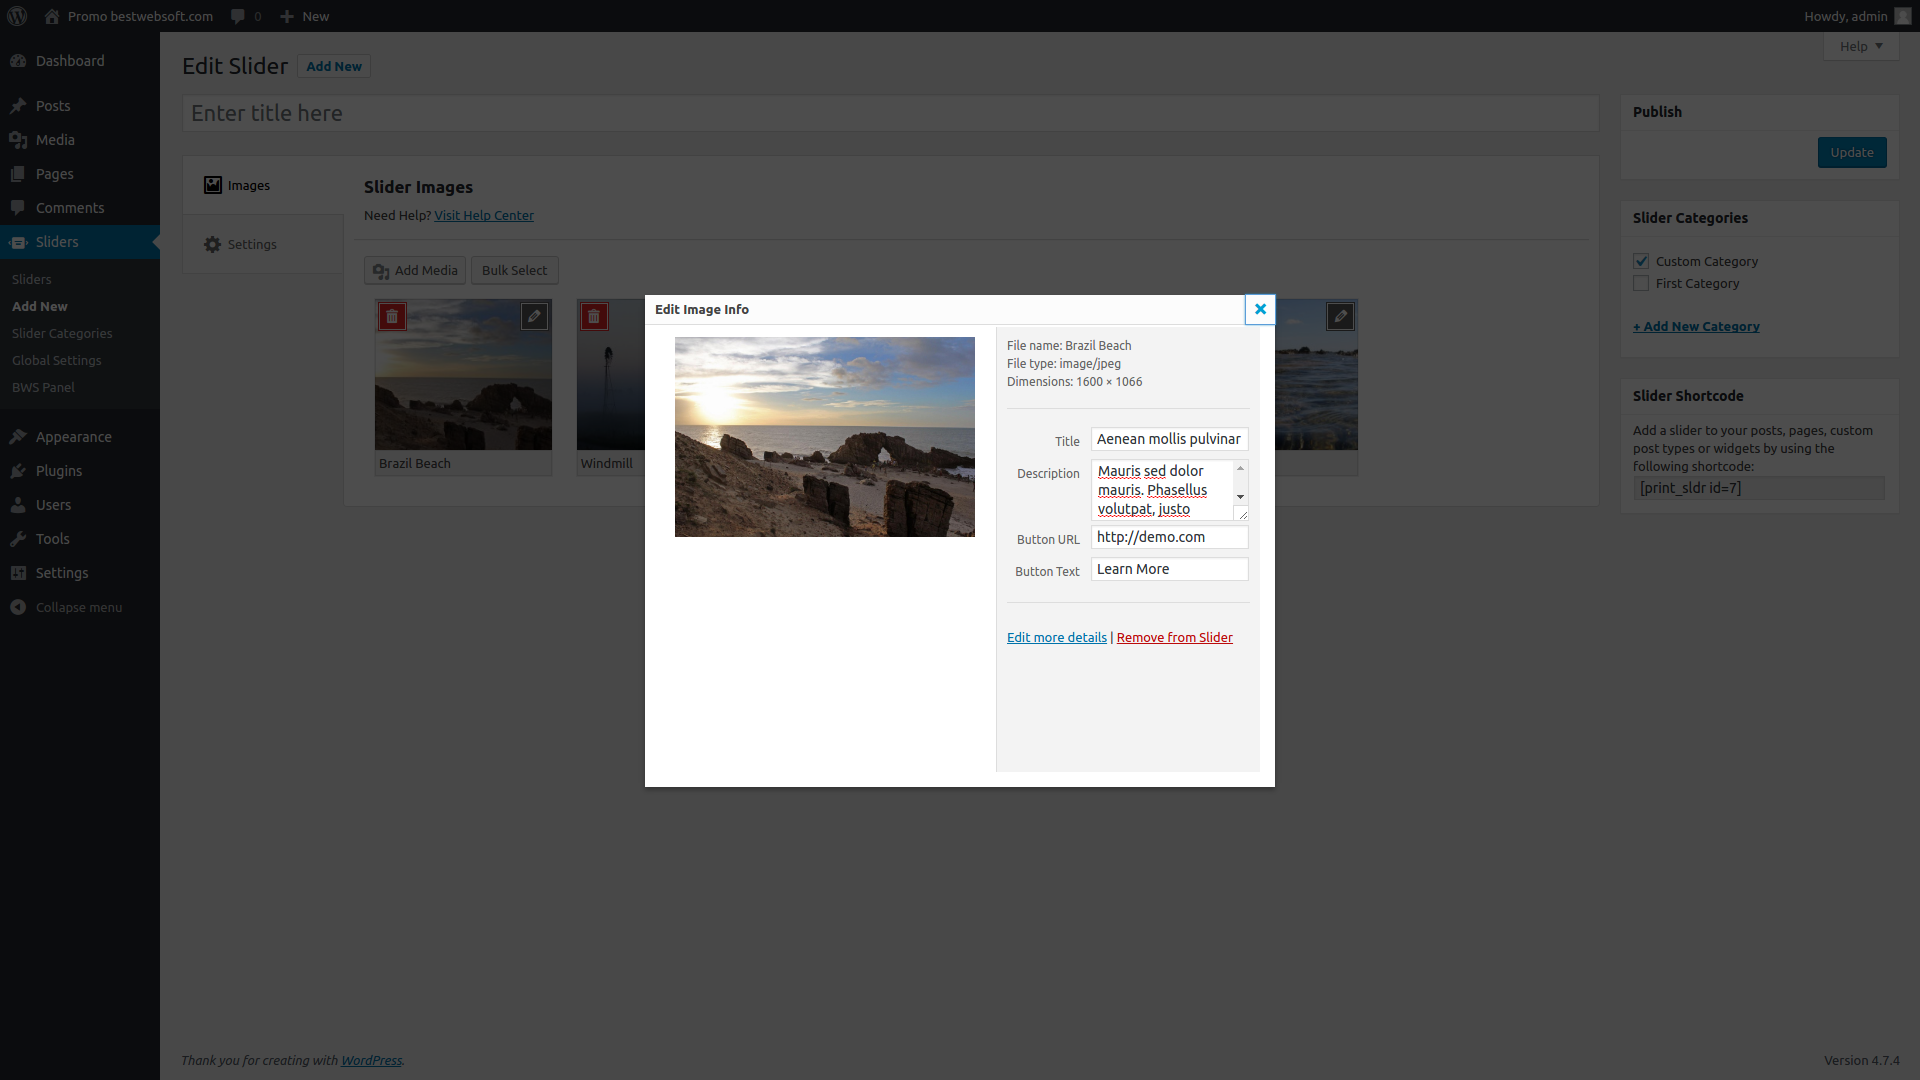 Promo bestwebsoft.com
0
New
Howdy, admin
Dashboard
Posts
Media
Pages
Comments
Sliders
Sliders
Add New
Slider Categories
Global Settings
BWS Panel
Appearance
Plugins
Users
Tools
Settings
Collapse menu
Help
Edit Slider
Add New
Enter title here
Images
Settings
Slider Images
Need Help? Visit Help Center
Add Media
Bulk Select
Brazil Beach
Windmill
Edit Image Info
File name: Brazil Beach
File type: image/jpeg
Dimensions: 1600 × 1066
Title
Aenean mollis pulvinar
Description
Mauris sed dolor
mauris. Phasellus
volutpat, justo
Button URL
http://demo.com
Button Text
Learn More
Edit more details | Remove from Slider
Publish
Update
Slider Categories
Custom Category
First Category
+ Add New Category
Slider Shortcode
Add a slider to your posts, pages, custom
post types or widgets by using the
following shortcode:
[print_sldr id=7]
Thank you for creating with WordPress.
Version 4.7.4